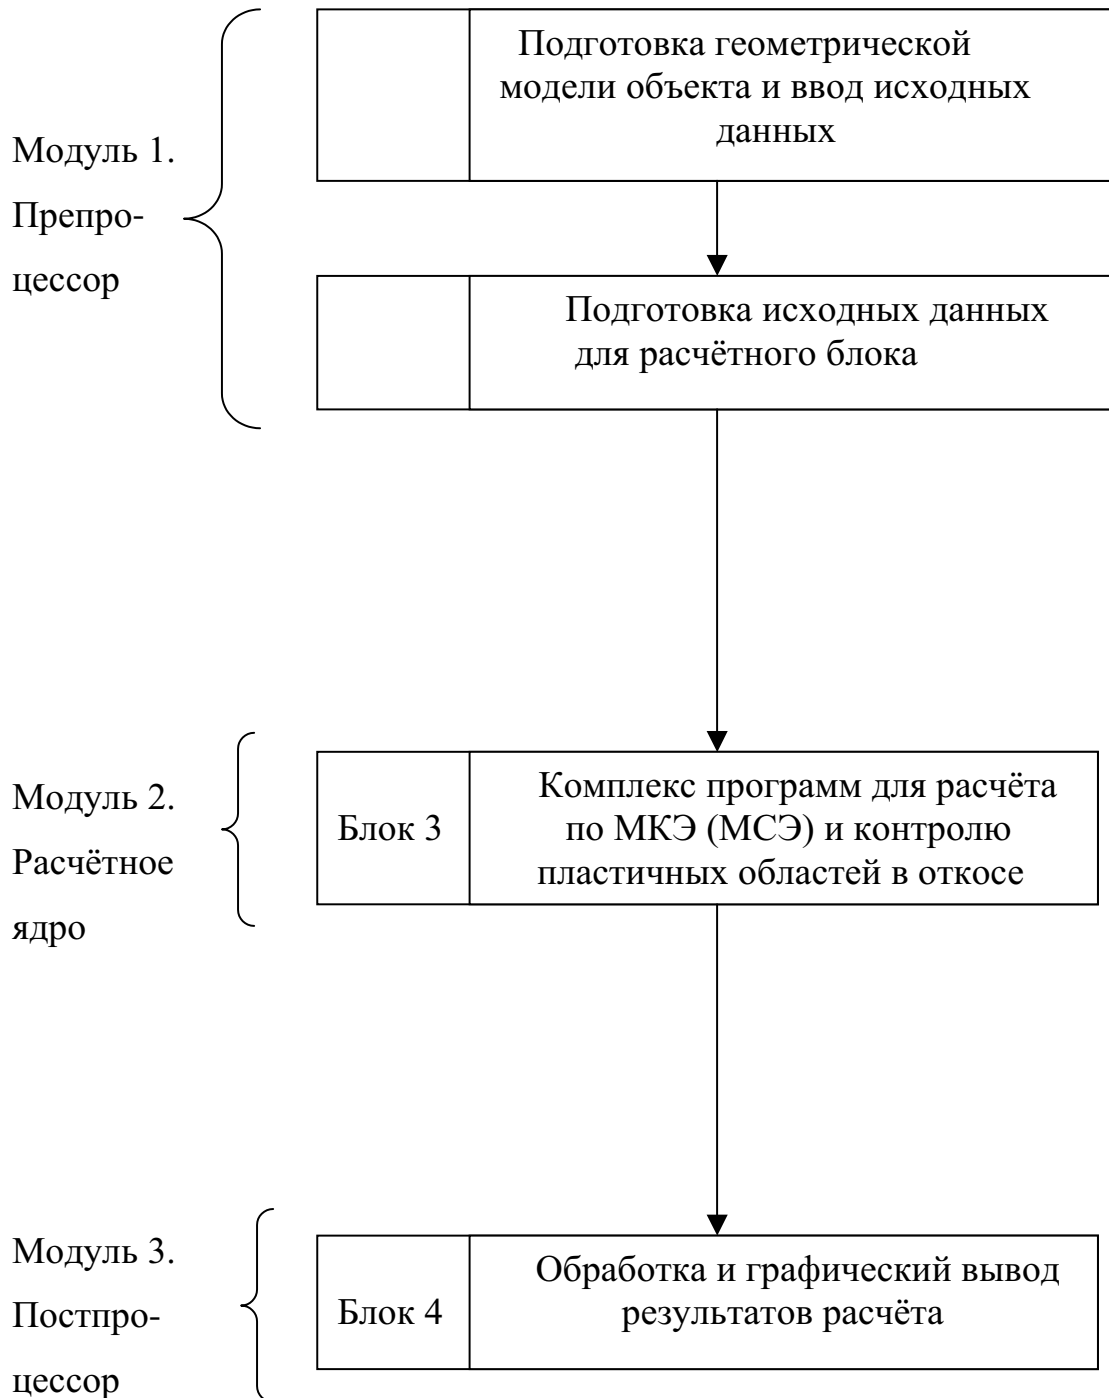 Модуль 1.
Препро-
цессор
Подготовка геометрической
модели объекта и ввод исходных
данных
Подготовка исходных данных
для расчётного блока
Модуль 2.
Расчётное
ядро
Блок 3
Комплекс программ для расчёта
по МКЭ (МСЭ) и контролю
пластичных областей в откосе
Модуль 3.
Постпро-
цессор
Блок 4
Обработка и графический вывод
результатов расчёта